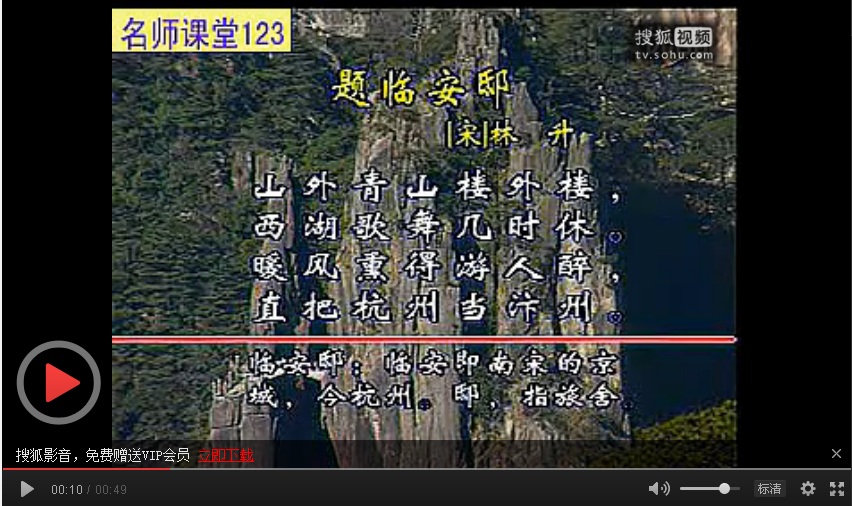 名师课堂123
搜狐视频
tv.sohu.com
题临安邸
|宋|林 升
山外青山楼外楼，
西湖歌舞几时休。
暖风熏得游人醉，
直把杭州当汴州。
临安邸：临安即南宋的京
城，今杭州。邸，指旅舍。
搜狐影音，免费赠送VIP会员 立即下载
00:10 / 00:49 标清